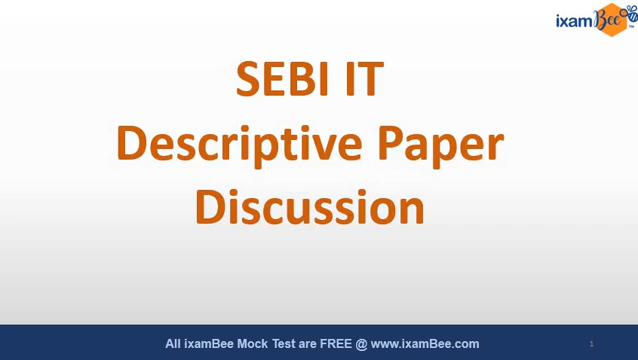 ixamBee
SEBI IT
Descriptive Paper
Discussion
All ixamBee Mock Test are FREE @ www.ixamBee.com
1